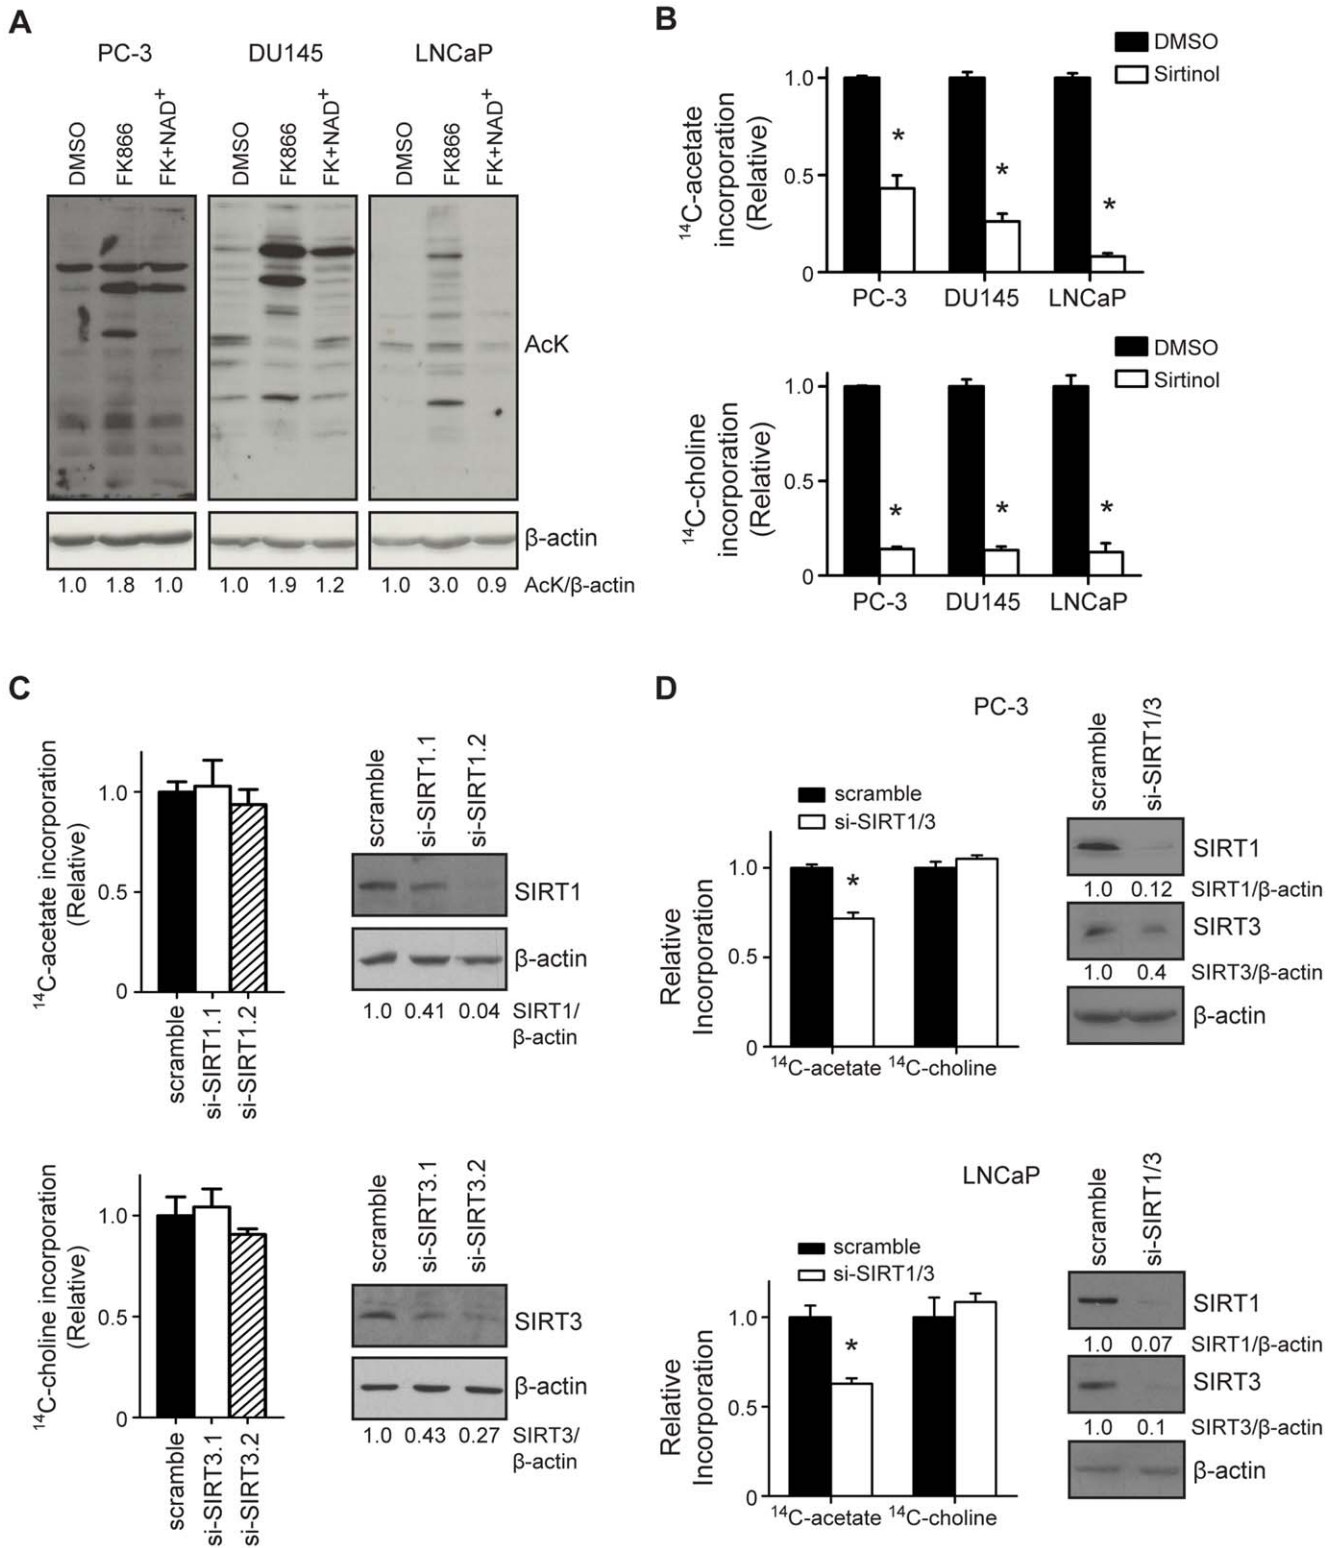 A
PC-3
DU145
LNCaP
DMSO
FK866
FK+NAD+
DMSO
FK866
FK+NAD+
DMSO
FK866
FK+NAD+
AcK
β-actin
1.0 1.8 1.0 1.0 1.9 1.2 1.0 3.0 0.9 AcK/β-actin
B
DMSO
Sirtinol
14C-acetate
incorporation
(Relative)
1.0
0.5
0
*
*
*
PC-3 DU145 LNCaP
DMSO
Sirtinol
14C-choline
incorporation
(Relative)
1.0
0.5
0
*
*
*
PC-3 DU145 LNCaP
C
14C-acetate incorporation
(Relative)
1.0
0.5
0
scramble
si-SIRT1.1
si-SIRT1.2
scramble
si-SIRT1.1
si-SIRT1.2
SIRT1
β-actin
1.0 0.41 0.04 SIRT1/
β-actin
14C-choline incorporation
(Relative)
1.0
0.5
0
scramble
si-SIRT3.1
si-SIRT3.2
scramble
si-SIRT3.1
si-SIRT3.2
SIRT3
β-actin
1.0 0.43 0.27 SIRT3/
β-actin
D
PC-3
scramble
si-SIRT1/3
Relative
Incorporation
1.0
0.5
0
*
14C-acetate 14C-choline
scramble
si-SIRT1/3
SIRT1
1.0 0.12 SIRT1/β-actin
SIRT3
1.0 0.4 SIRT3/β-actin
β-actin
LNCaP
scramble
si-SIRT1/3
Relative
Incorporation
1.0
0.5
0
*
14C-acetate 14C-choline
scramble
si-SIRT1/3
SIRT1
1.0 0.07 SIRT1/β-actin
SIRT3
1.0 0.1 SIRT3/β-actin
β-actin